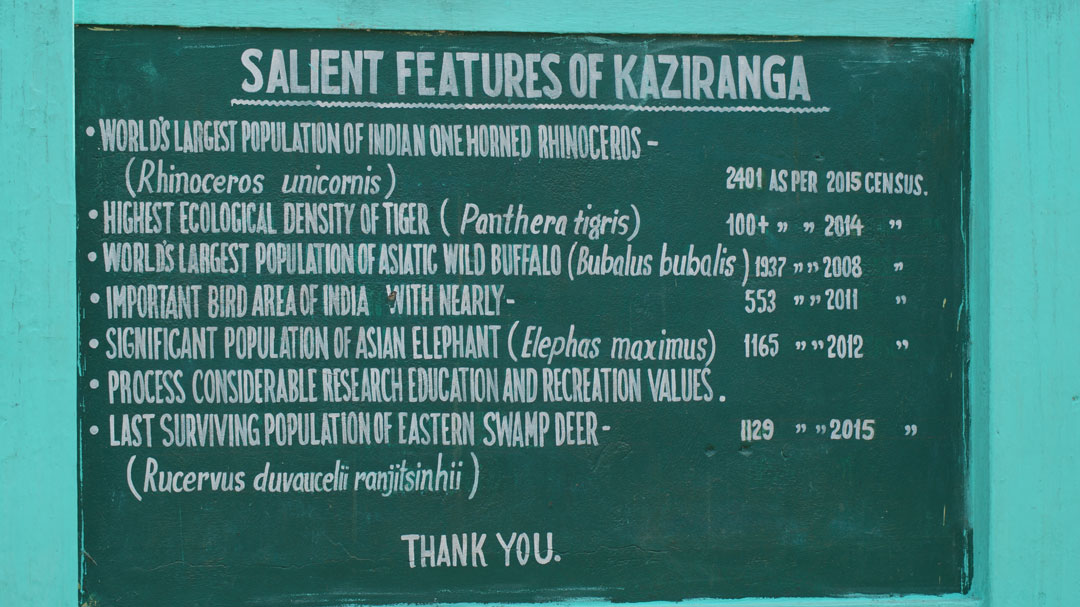 SALIENT FEATURES OF KAZIRANGA
• WORLD'S LARGEST POPULATION OF INDIAN ONE HORNED RHINOCEROS -
(Rhinoceros unicornis) 2401 AS PER 2015 CENSUS.
• HIGHEST ECOLOGICAL DENSITY OF TIGER ( Panthera tigris) 100+ " " 2014 "
• WORLD'S LARGEST POPULATION OF ASIATIC WILD BUFFALO (Bubalus bubalis ) 1937 " " 2008 "
• IMPORTANT BIRD AREA OF INDIA WITH NEARLY - 553 " " 2011 "
• SIGNIFICANT POPULATION OF ASIAN ELEPHANT (Elephas maximus) 1165 " " 2012 "
• PROCESS CONSIDERABLE RESEARCH EDUCATION AND RECREATION VALUES.
• LAST SURVIVING POPULATION OF EASTERN SWAMP DEER - 1129 " " 2015 "
(Rucervus duvaucelii ranjitsinhii )
THANK YOU.